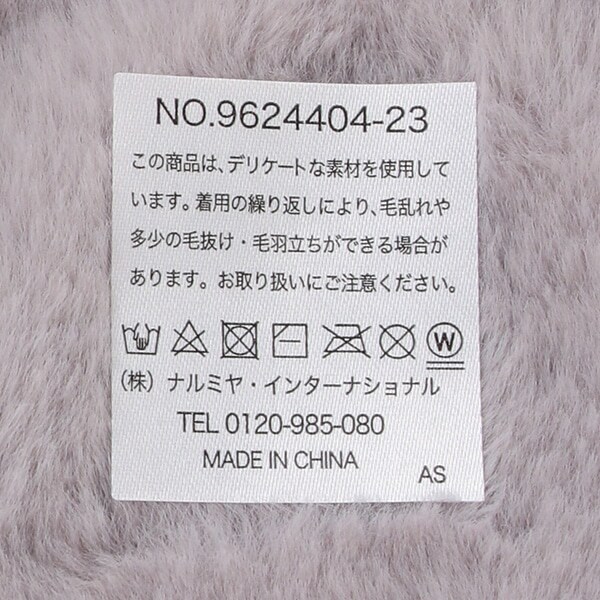 NO.9624404-23
この商品は、デリケートな素材を使用して
います。着用の繰り返しにより、毛乱れや
多少の毛抜け・毛羽立ちができる場合が
あります。お取り扱いにご注意ください。
W
(株) ナルミヤ・インターナショナル
TEL 0120-985-080
MADE IN CHINA
AS